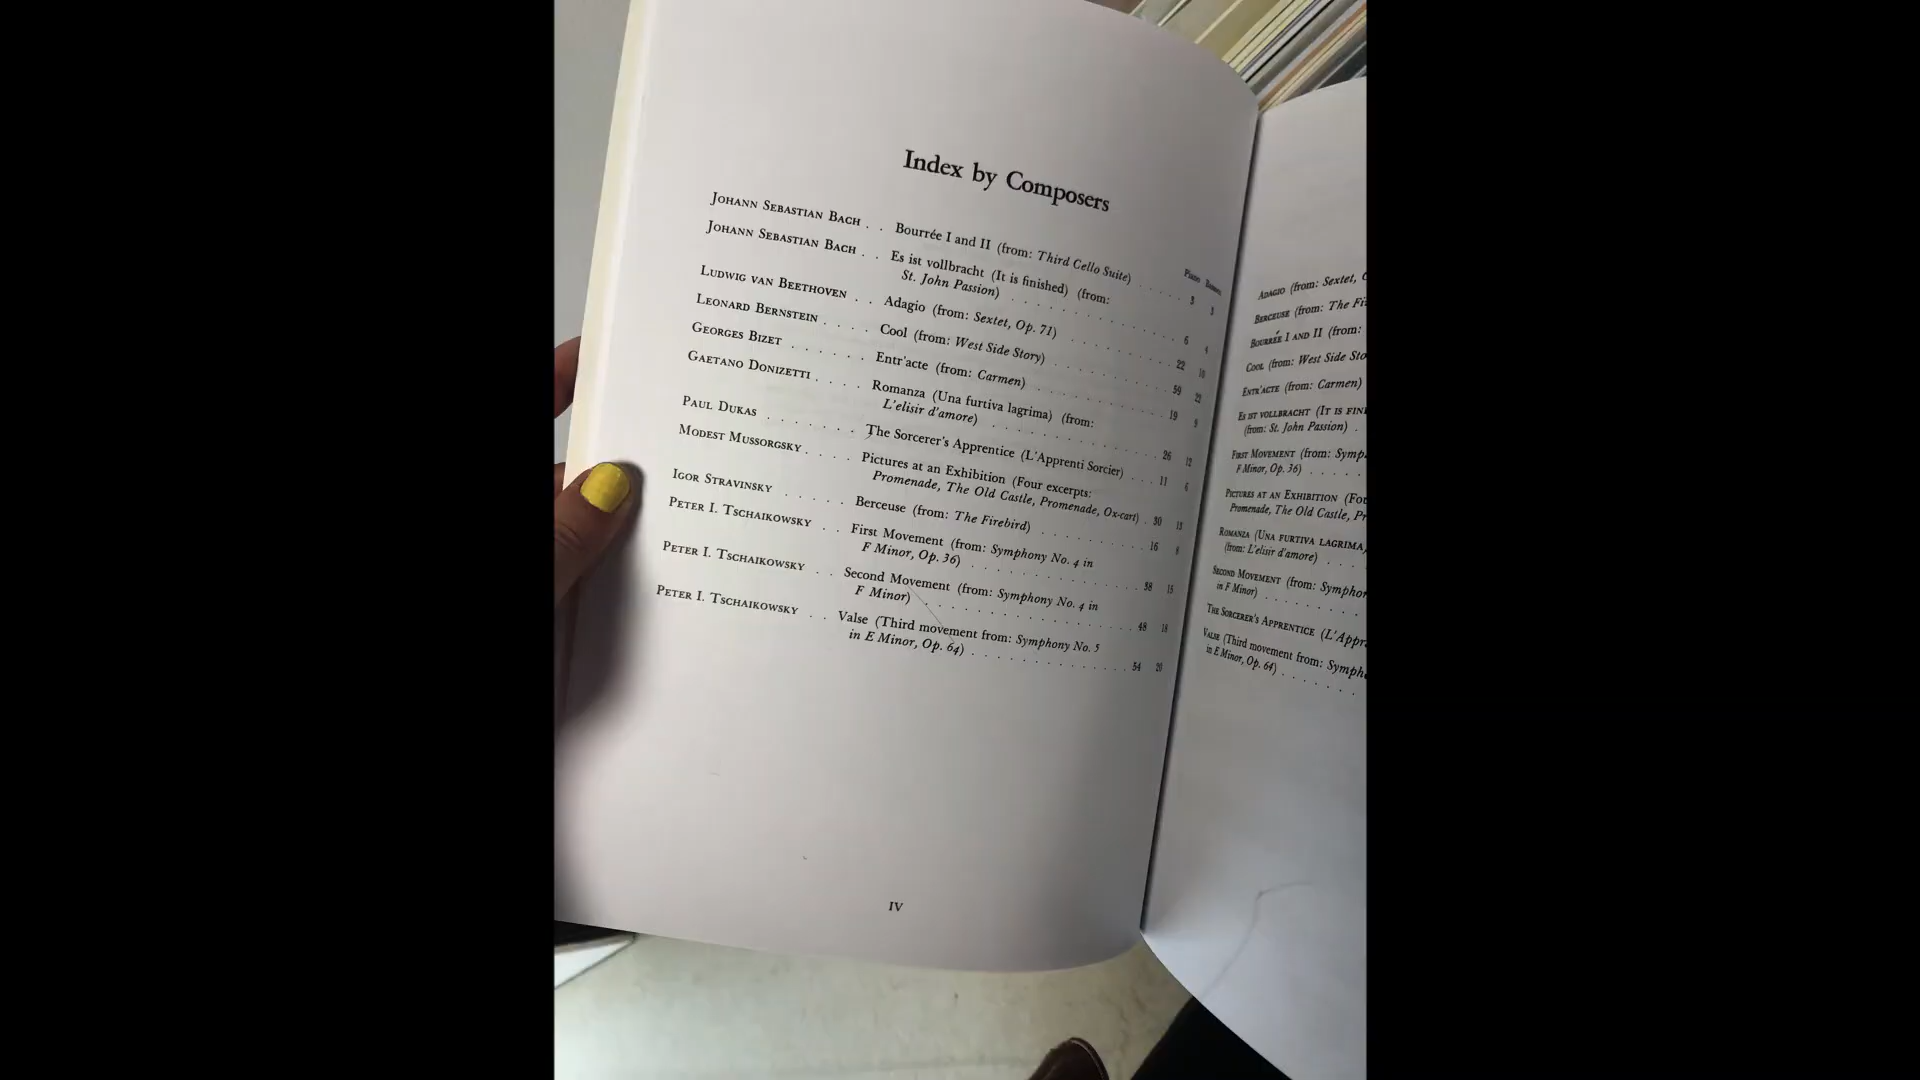 Index by Composers
Piano Bassoon
JOHANN SEBASTIAN BACH . . Bourrée I and II (from: Third Cello Suite) . . . . . 3 3
JOHANN SEBASTIAN BACH . . Es ist vollbracht (It is finished) (from:
St. John Passion) . . . . . . . . . . . . . 6 4
LUDWIG VAN BEETHOVEN . . Adagio (from: Sextet, Op. 71) . . . . . . . . . 22 10
LEONARD BERNSTEIN . . . . Cool (from: West Side Story) . . . . . . . . . . 59 22
GEORGES BIZET . . . . . . Entr'acte (from: Carmen) . . . . . . . . . . . 19 9
GAETANO DONIZETTI . . . . Romanza (Una furtiva lagrima) (from:
L'elisir d'amore) . . . . . . . . . . . . . 26 12
PAUL DUKAS . . . . . . . The Sorcerer's Apprentice (L'Apprenti Sorcier) . . . 11 6
MODEST MUSSORGSKY . . . . Pictures at an Exhibition (Four excerpts:
Promenade, The Old Castle, Promenade, Ox-cart) . 30 13
IGOR STRAVINSKY . . . . . Berceuse (from: The Firebird) . . . . . . . . . 16 8
PETER I. TSCHAIKOWSKY . . First Movement (from: Symphony No. 4 in
F Minor, Op. 36) . . . . . . . . . . . . . 38 15
PETER I. TSCHAIKOWSKY . . Second Movement (from: Symphony No. 4 in
F Minor) . . . . . . . . . . . . . . . . 48 18
PETER I. TSCHAIKOWSKY . . Valse (Third movement from: Symphony No. 5
in E Minor, Op. 64) . . . . . . . . . . . . 54 20
IV
ADAGIO (from: Sextet,
BERCEUSE (from: The
BOURRÉE I AND II (from:
COOL (from: West Side
ENTR'ACTE (from: Carmen)
ES IST VOLLBRACHT (IT IS
(from: St. John Passion) .
FIRST MOVEMENT (from:
F Minor, Op. 36) . . . . .
PICTURES AT AN EXHIBITION
Promenade, The Old Castle,
ROMANZA (UNA FURTIVA LAGRIMA)
(from: L'elisir d'amore) . . .
SECOND MOVEMENT (from:
in F Minor) . . . . . . . .
THE SORCERER'S APPRENTICE
VALSE (Third movement from:
in E Minor, Op. 64) . . . . . .